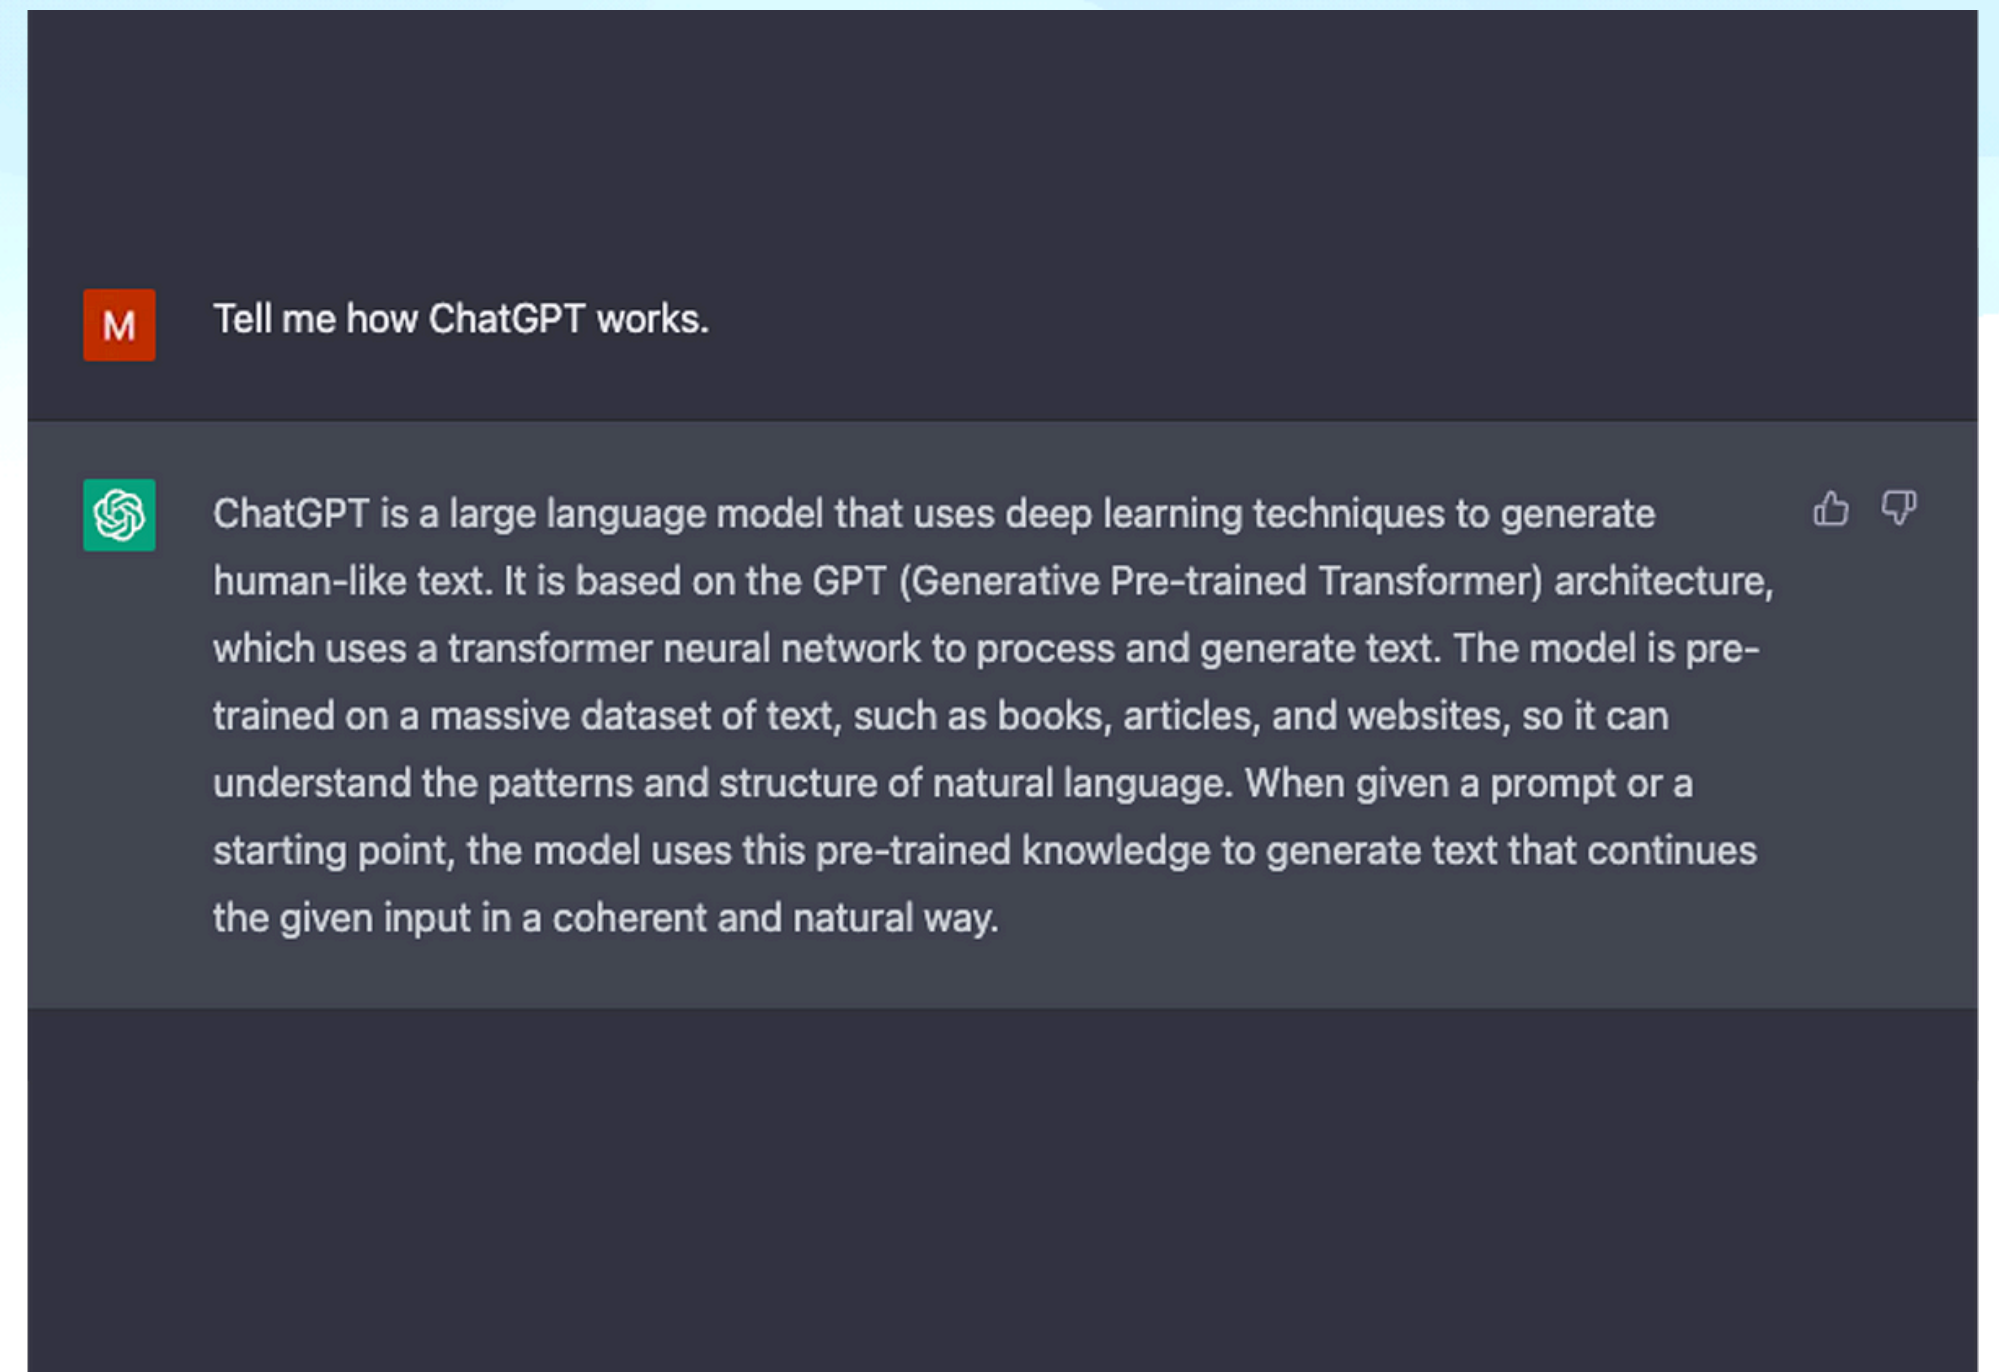 M
Tell me how ChatGPT works.
ChatGPT is a large language model that uses deep learning techniques to generate
human-like text. It is based on the GPT (Generative Pre-trained Transformer) architecture,
which uses a transformer neural network to process and generate text. The model is pre-
trained on a massive dataset of text, such as books, articles, and websites, so it can
understand the patterns and structure of natural language. When given a prompt or a
starting point, the model uses this pre-trained knowledge to generate text that continues
the given input in a coherent and natural way.